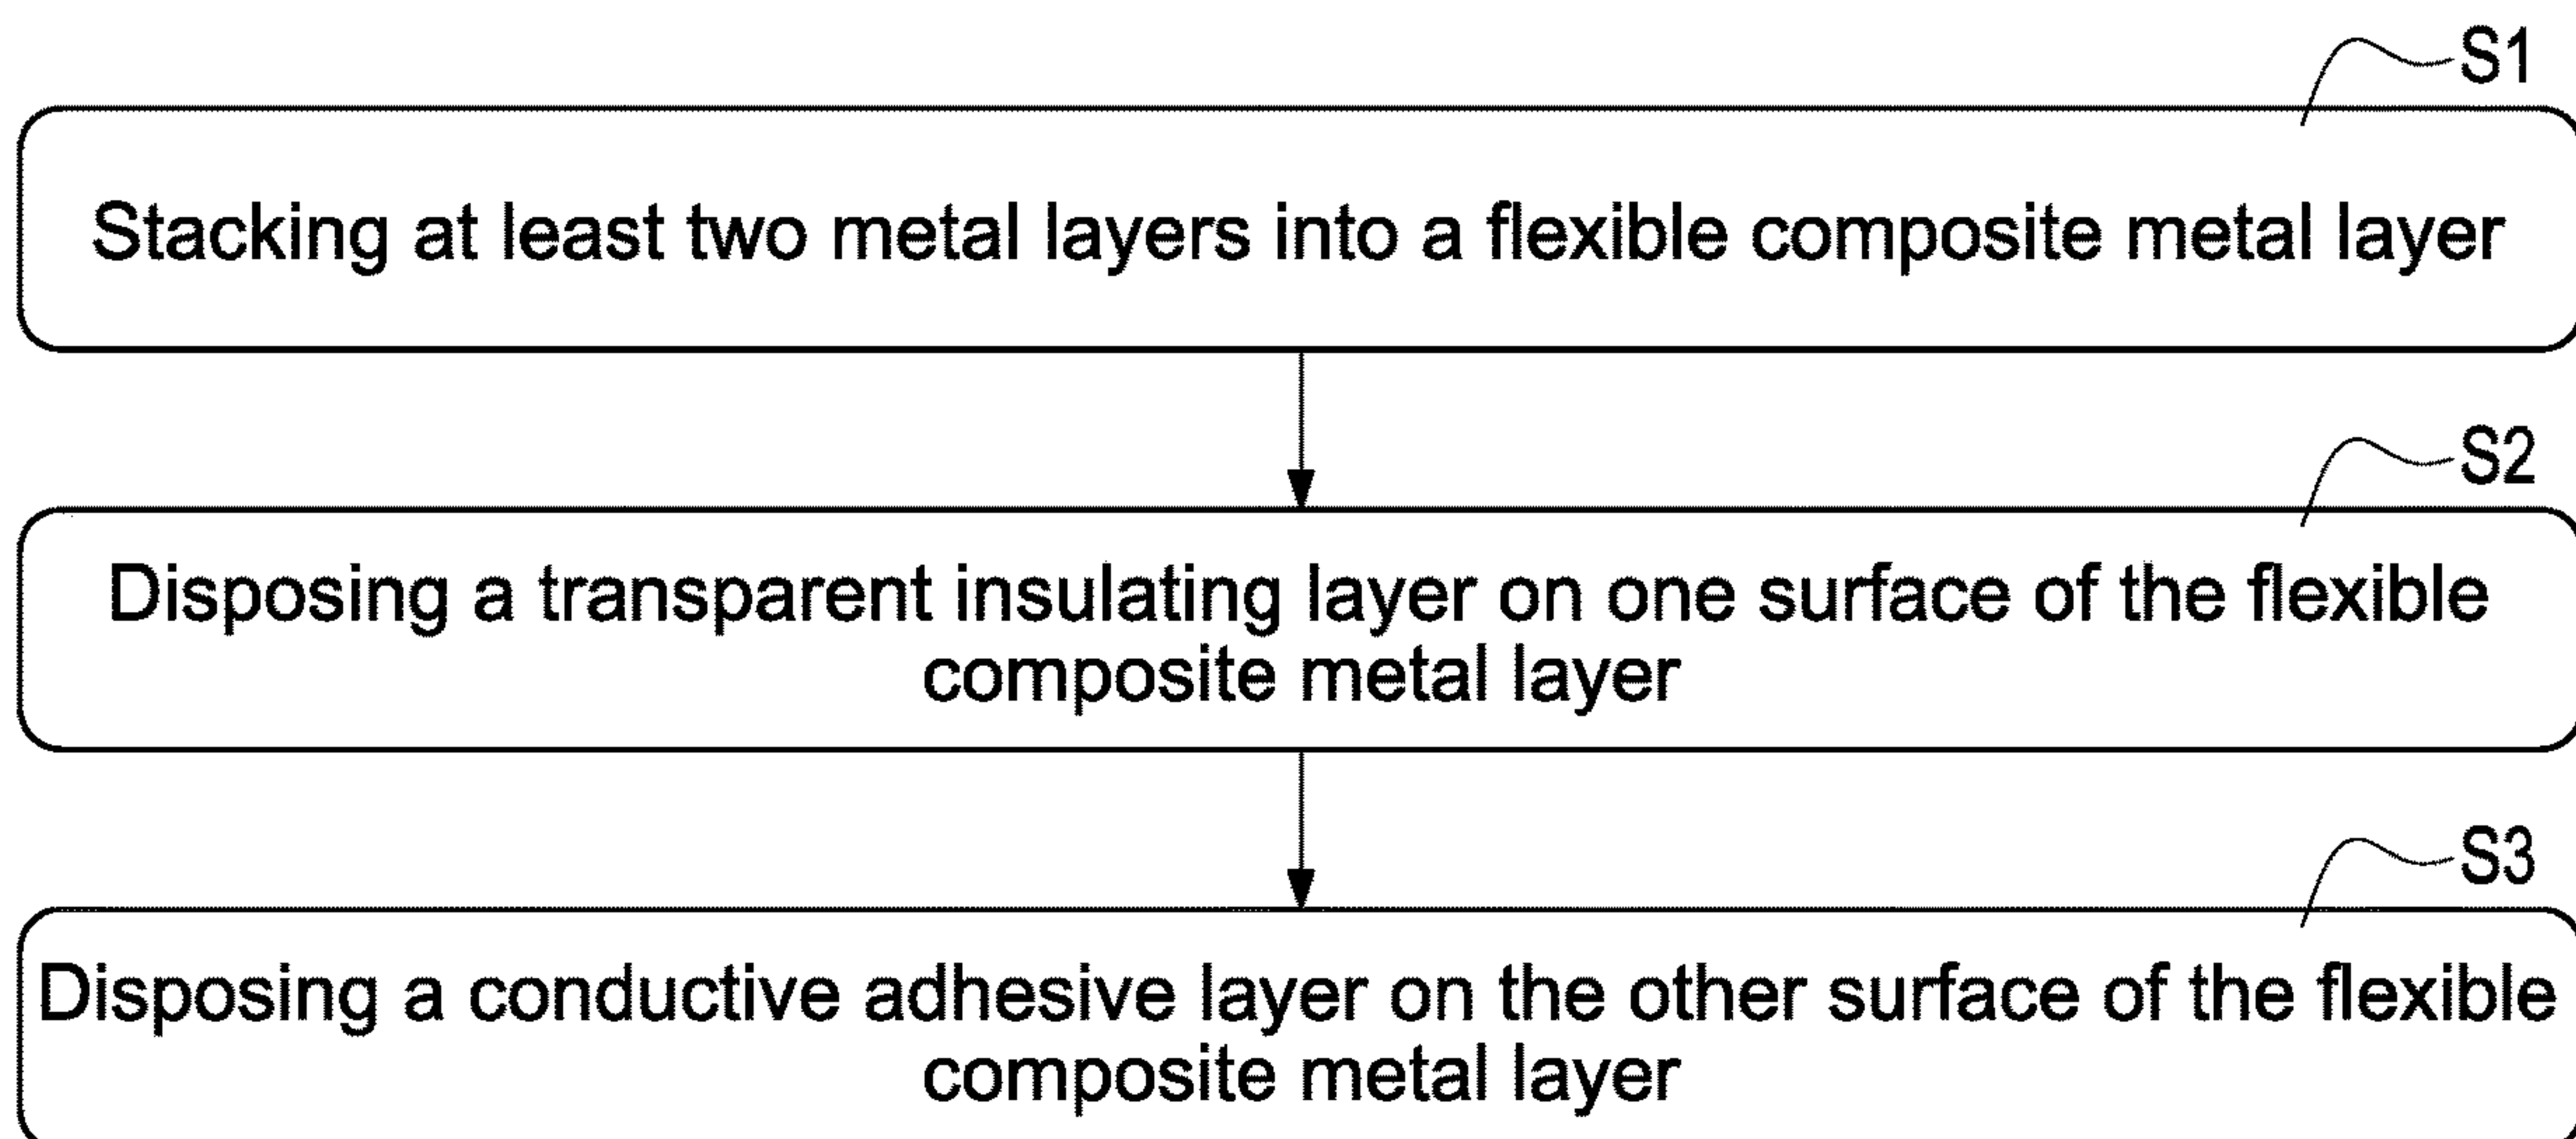 S1
Stacking at least two metal layers into a flexible composite metal layer
S2
Disposing a transparent insulating layer on one surface of the flexible
composite metal layer
S3
Disposing a conductive adhesive layer on the other surface of the flexible
composite metal layer